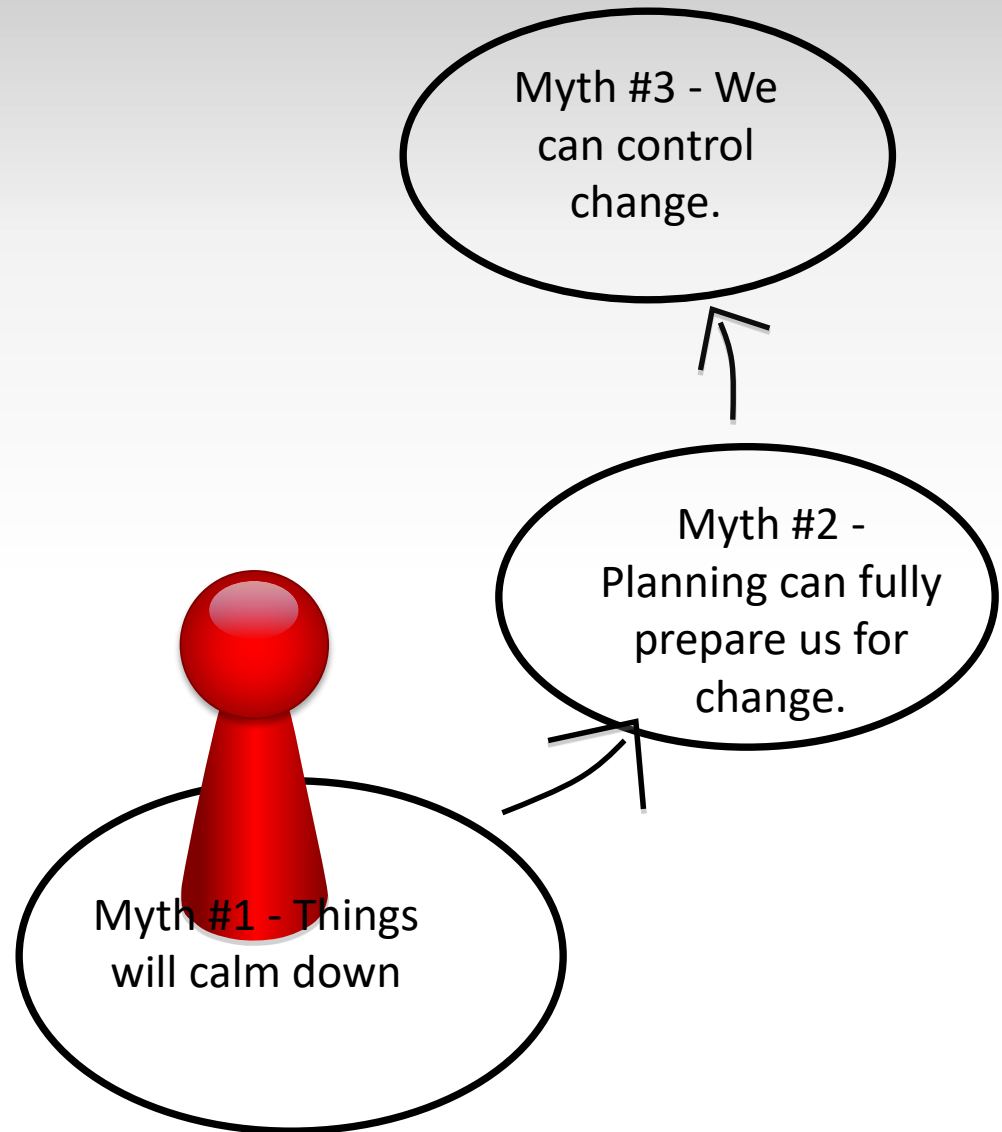 Myth #3 - We
can control
change.
Myth #2 -
Planning can fully
prepare us for
change.
Myth #1 - Things
will calm down